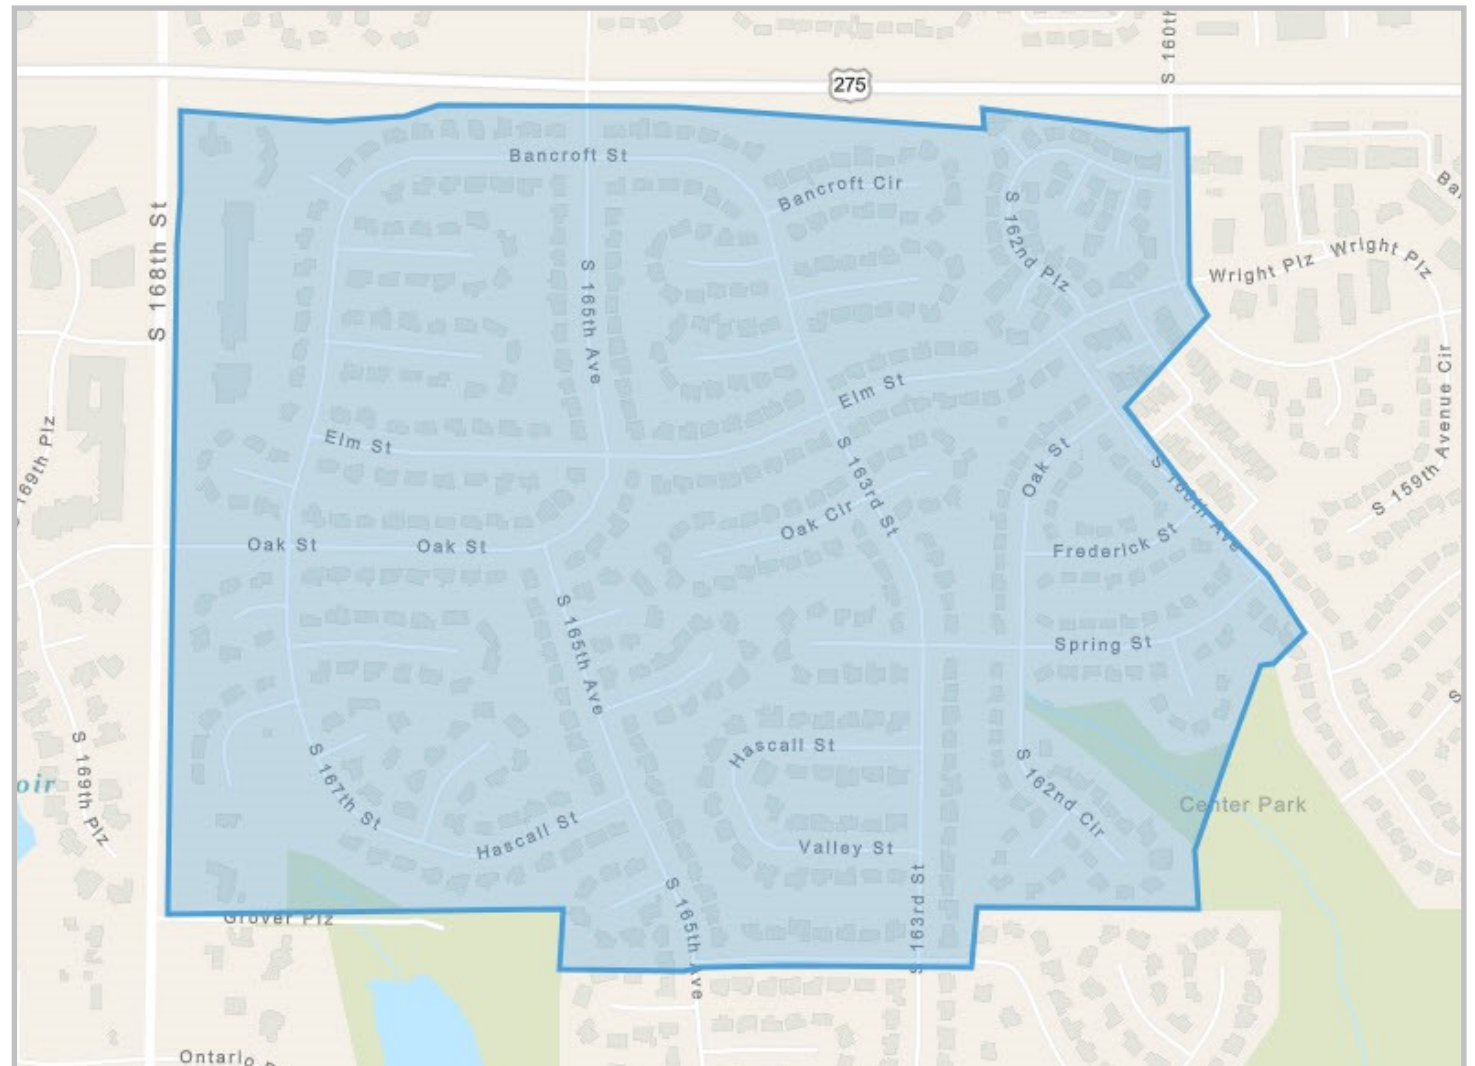 S 160th
275
Bancroft St
Bancroft Cir
S 168th St
S 162nd Plz
Wright Plz
Wright Plz
S 165th Ave
Elm St
S 159th Avenue Cir
169th Plz
Elm St
S 163rd St
Oak St
S 160th Ave
Oak Cir
Oak St
Oak St
Frederick St
S 165th Ave
Spring St
Hascall St
S 169th Plz
oir
S 167th St
S 162nd Cir
Center Park
Hascall St
Valley St
S 165th Ave
S 163rd St
Grover Plz
Ontario